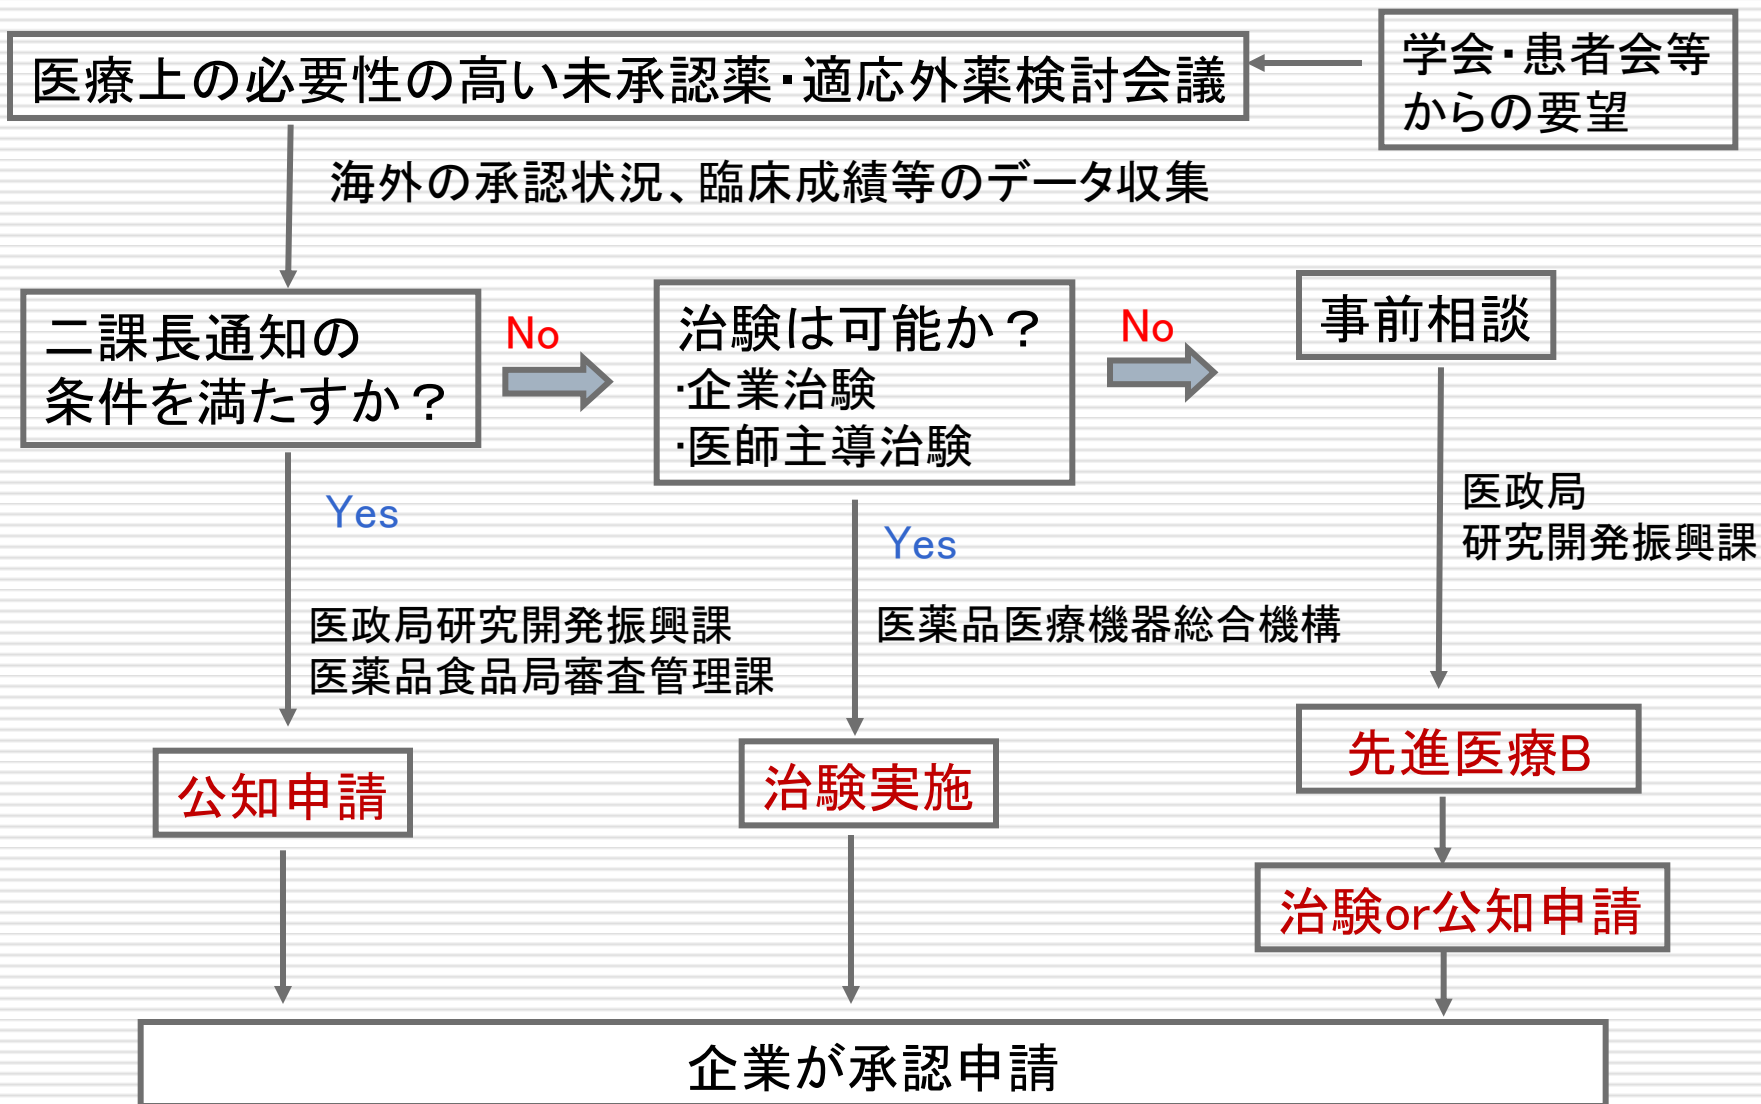 医療上の必要性の高い未承認薬・適応外薬検討会議
学会・患者会等
からの要望
海外の承認状況、臨床成績等のデータ収集
二課長通知の
条件を満たすか？
No
治験は可能か？
・企業治験
・医師主導治験
No
事前相談
Yes
Yes
医政局
研究開発振興課
医政局研究開発振興課
医薬品食品局審査管理課
医薬品医療機器総合機構
公知申請
治験実施
先進医療B
治験or公知申請
企業が承認申請